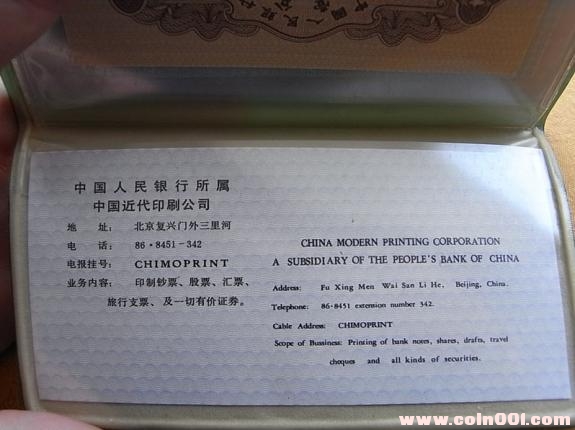 中国人民银行所属
中国近代印刷公司
地 址: 北京复兴门外三里河
电 话: 86·8451-342
电报挂号: CHIMOPRINT
业务内容: 印制钞票、股票、汇票、
旅行支票、及一切有价证券。
CHINA MODERN PRINTING CORPORATION
A SUBSIDIARY OF THE PEOPLE'S BANK OF CHINA
Address: Fu Xing Men Wai San Li He, Beijing, China.
Telephone: 86-8451 extension number 342.
Cable Address: CHIMOPRINT
Scope of Bussiness: Printing of bank notes, shares, drafts, travel
cheques and all kinds of securities.
www.coin001.com